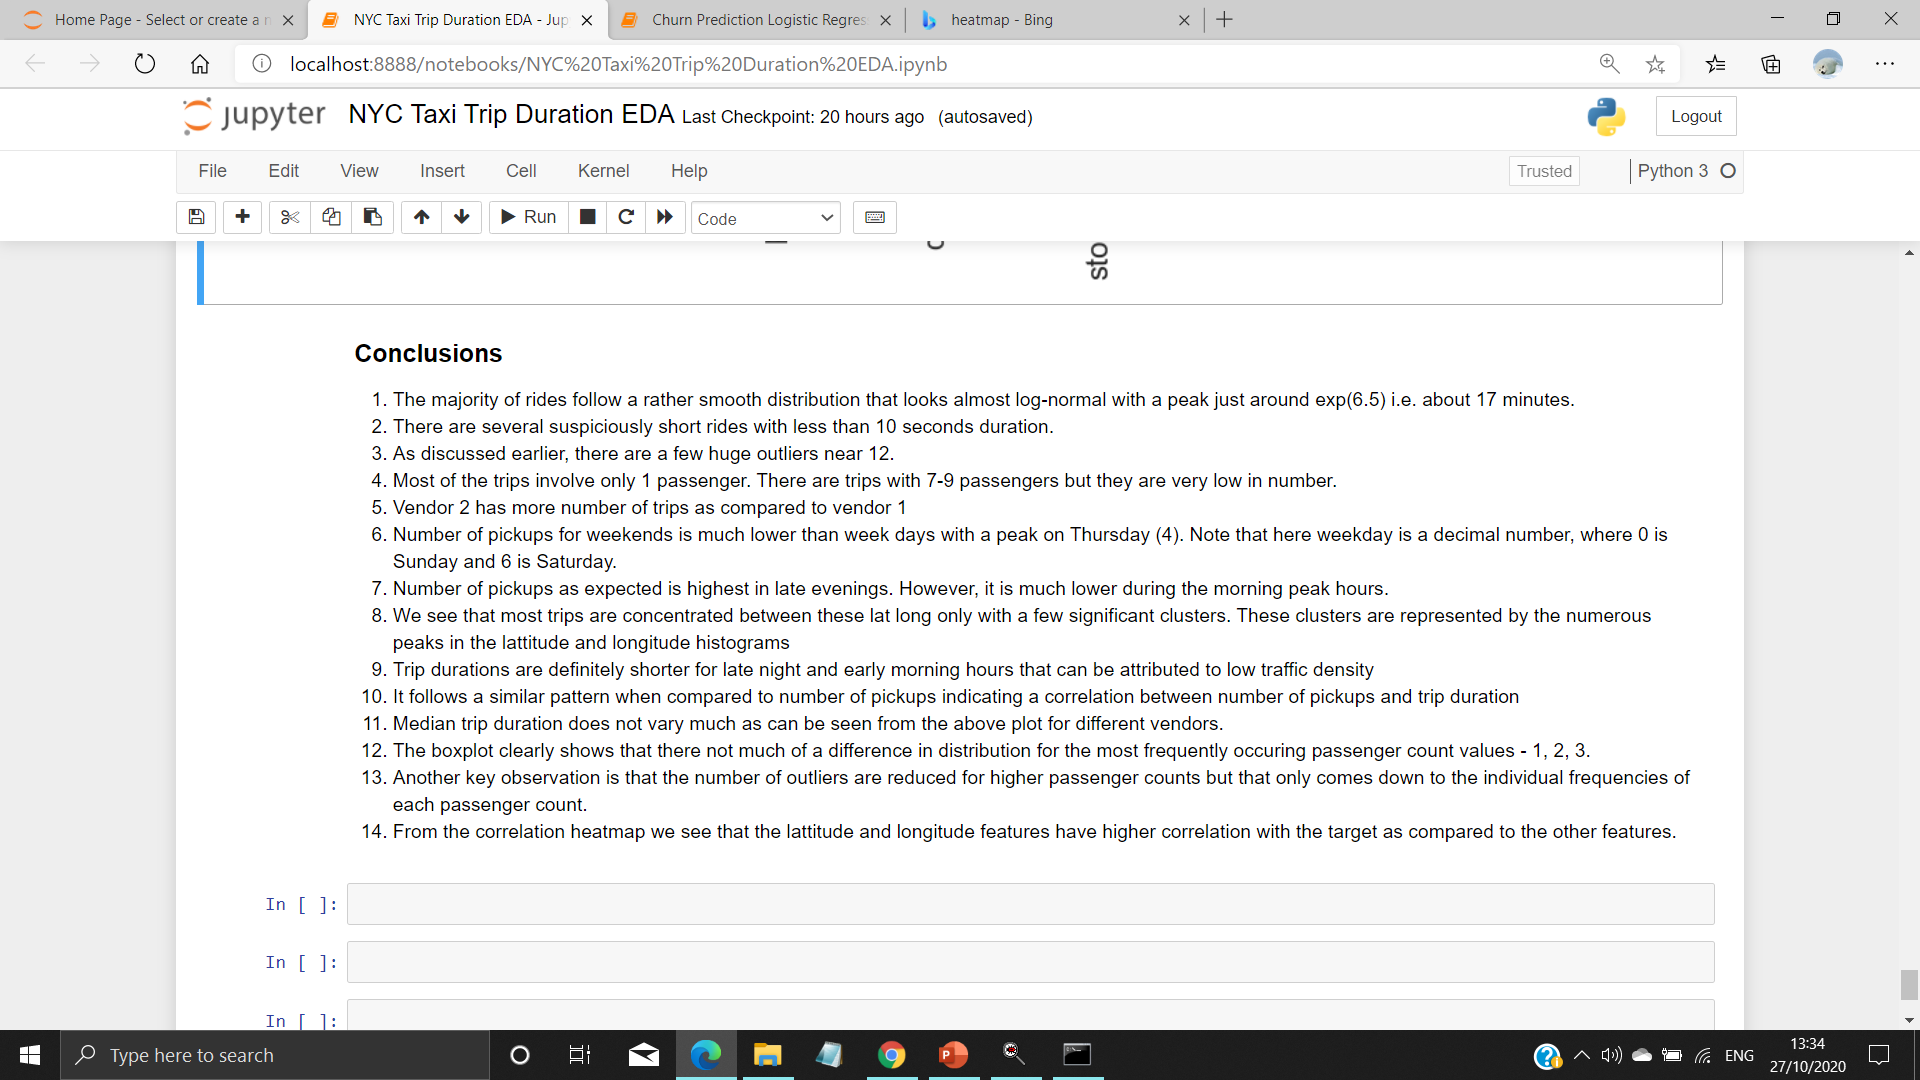 Home Page - Select or create a n
NYC Taxi Trip Duration EDA - Jup
Churn Prediction Logistic Regres
heatmap - Bing
localhost:8888/notebooks/NYC%20Taxi%20Trip%20Duration%20EDA.ipynb
jupyter NYC Taxi Trip Duration EDA Last Checkpoint: 20 hours ago (autosaved)
Logout
File Edit View Insert Cell Kernel Help
Trusted
Python 3
Run
Code
sto
Conclusions
1. The majority of rides follow a rather smooth distribution that looks almost log-normal with a peak just around exp(6.5) i.e. about 17 minutes.
2. There are several suspiciously short rides with less than 10 seconds duration.
3. As discussed earlier, there are a few huge outliers near 12.
4. Most of the trips involve only 1 passenger. There are trips with 7-9 passengers but they are very low in number.
5. Vendor 2 has more number of trips as compared to vendor 1
6. Number of pickups for weekends is much lower than week days with a peak on Thursday (4). Note that here weekday is a decimal number, where 0 is
Sunday and 6 is Saturday.
7. Number of pickups as expected is highest in late evenings. However, it is much lower during the morning peak hours.
8. We see that most trips are concentrated between these lat long only with a few significant clusters. These clusters are represented by the numerous
peaks in the lattitude and longitude histograms
9. Trip durations are definitely shorter for late night and early morning hours that can be attributed to low traffic density
10. It follows a similar pattern when compared to number of pickups indicating a correlation between number of pickups and trip duration
11. Median trip duration does not vary much as can be seen from the above plot for different vendors.
12. The boxplot clearly shows that there not much of a difference in distribution for the most frequently occuring passenger count values - 1, 2, 3.
13. Another key observation is that the number of outliers are reduced for higher passenger counts but that only comes down to the individual frequencies of
each passenger count.
14. From the correlation heatmap we see that the lattitude and longitude features have higher correlation with the target as compared to the other features.
In [ ]:
In [ ]:
In [ ]:
Type here to search
ENG
13:34
27/10/2020